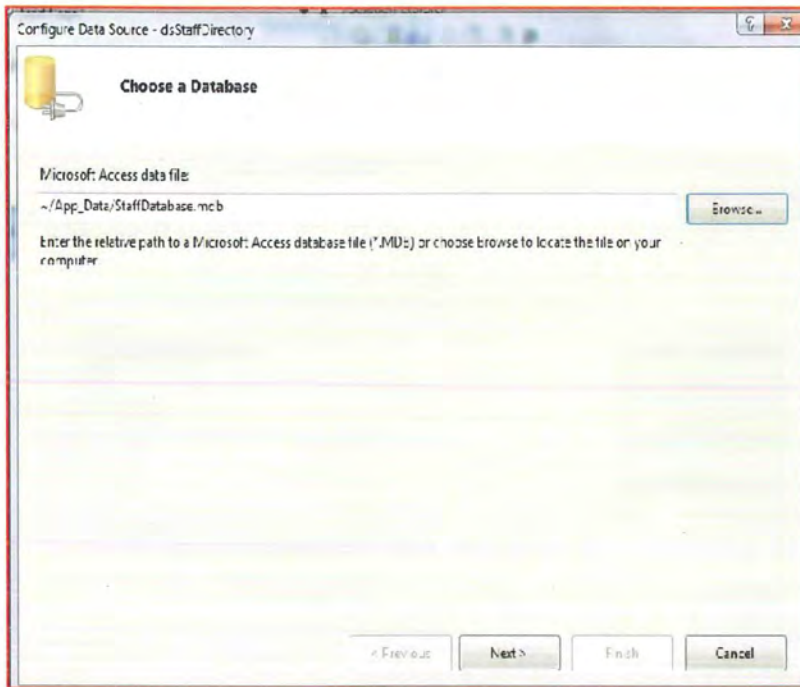 Configure Data Source - dsStaffDirectory
Choose a Database
Microsoft Access data file:
~/App_Data/StaffDatabase.mdb
Browse...
Enter the relative path to a Microsoft Access database file (*.MDB) or choose Browse to locate the file on your
computer
< Previous
Next >
Finish
Cancel